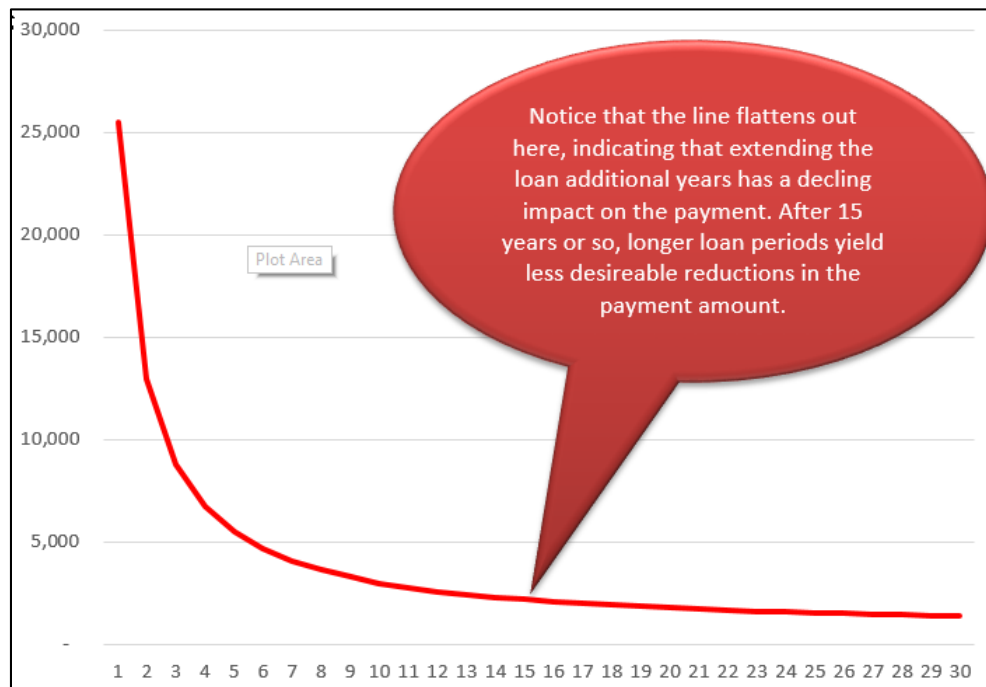 30,000
25,000
20,000
15,000
10,000
5,000
-
Notice that the line flattens out
here, indicating that extending the
loan additional years has a decling
impact on the payment. After 15
years or so, longer loan periods yield
less desireable reductions in the
payment amount.
Plot Area
1 2 3 4 5 6 7 8 9 10 11 12 13 14 15 16 17 18 19 20 21 22 23 24 25 26 27 28 29 30